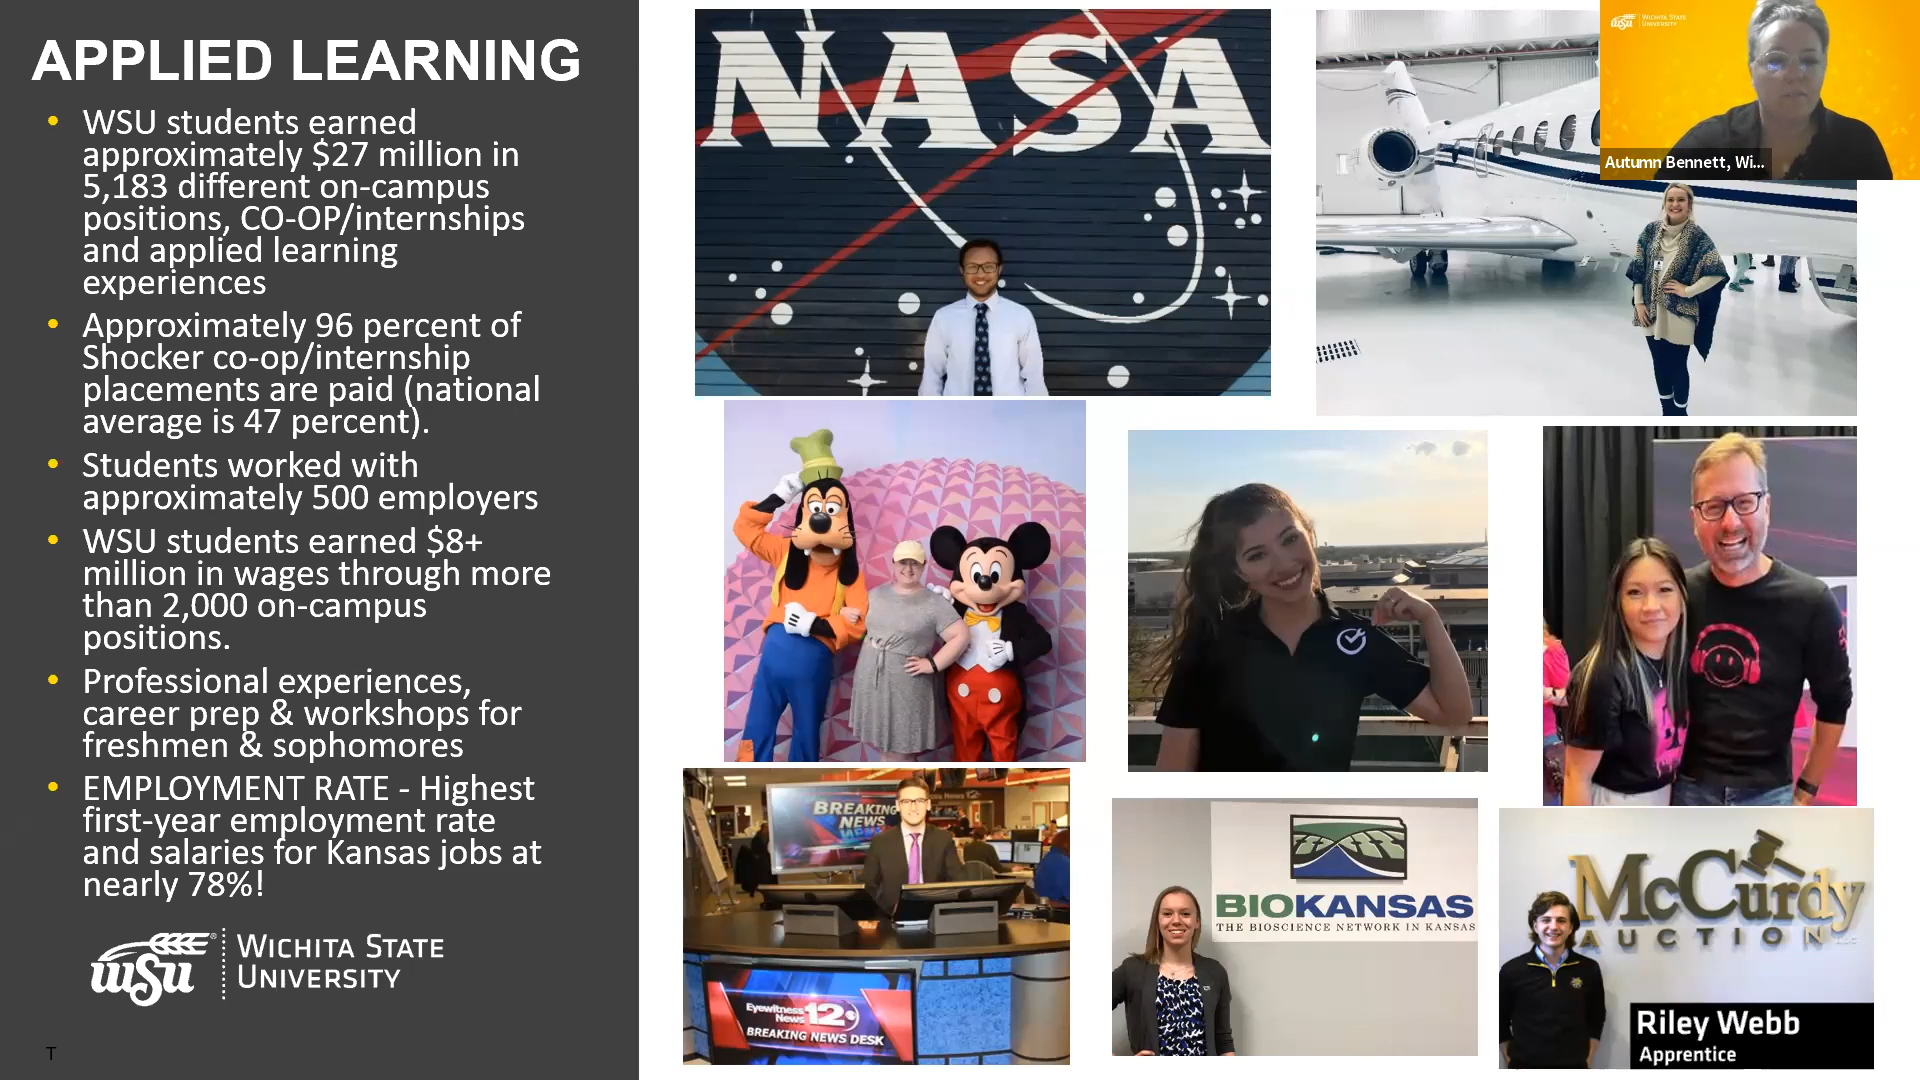 APPLIED LEARNING
• WSU students earned
approximately $27 million in
5,183 different on-campus
positions, CO-OP/internships
and applied learning
experiences
• Approximately 96 percent of
Shocker co-op/internship
placements are paid (national
average is 47 percent).
• Students worked with
approximately 500 employers
• WSU students earned $8+
million in wages through more
than 2,000 on-campus
positions.
• Professional experiences,
career prep & workshops for
freshmen & sophomores
• EMPLOYMENT RATE - Highest
first-year employment rate
and salaries for Kansas jobs at
nearly 78%!
wsu
WICHITA STATE
UNIVERSITY
T
NASA
wsu
WICHITA STATE
UNIVERSITY
Autumn Bennett, Wi...
BREAKING
NEWS
Eyewitness
News 12
BREAKING NEWS DESK
BIOKANSAS
THE BIOSCIENCE NETWORK IN KANSAS
McCurdy
AUCTION
Riley Webb
Apprentice